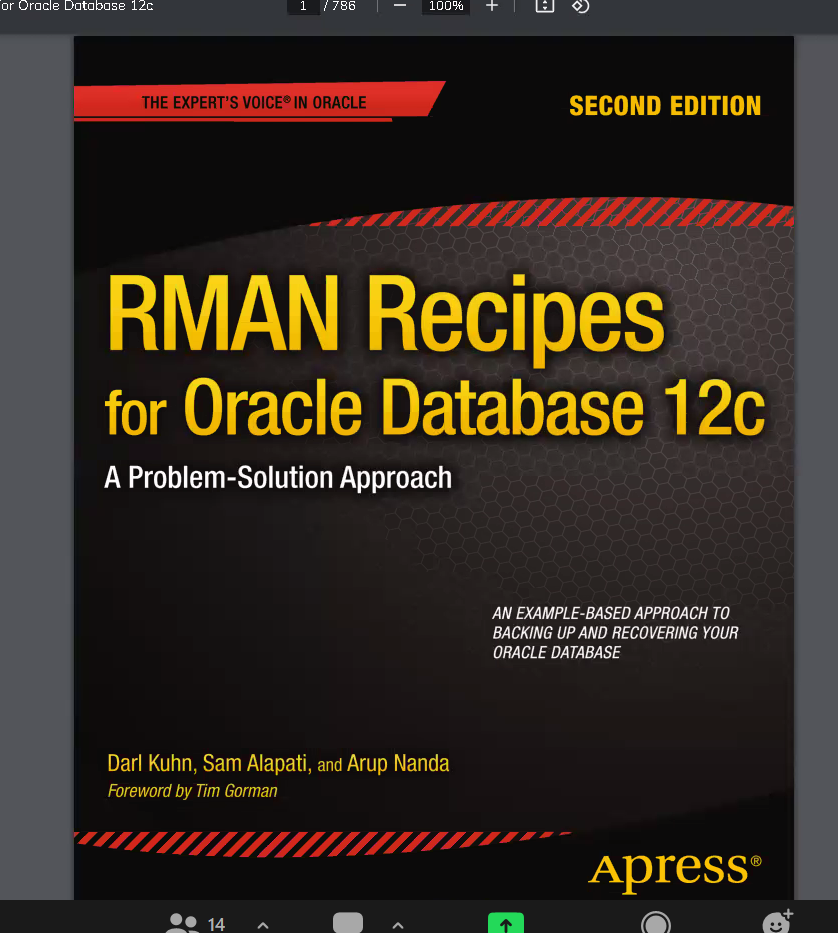 or Oracle Database 12c
1 / 786
100%
THE EXPERT'S VOICE® IN ORACLE
SECOND EDITION
RMAN Recipes
for Oracle Database 12c
A Problem-Solution Approach
AN EXAMPLE-BASED APPROACH TO
BACKING UP AND RECOVERING YOUR
ORACLE DATABASE
Darl Kuhn, Sam Alapati, and Arup Nanda
Foreword by Tim Gorman
Apress®
14